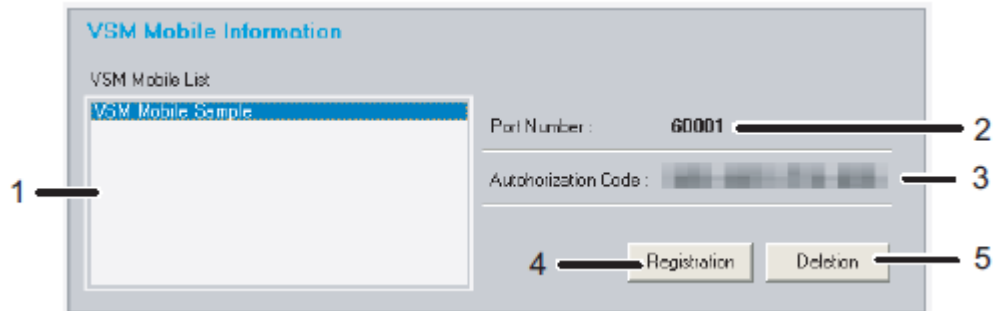 VSM Mobile Information
VSM Mobile List
VSM Mobile Sample
Port Number : 60001
2
1
Autohorization Code :
3
4
Registration
Deletion
5